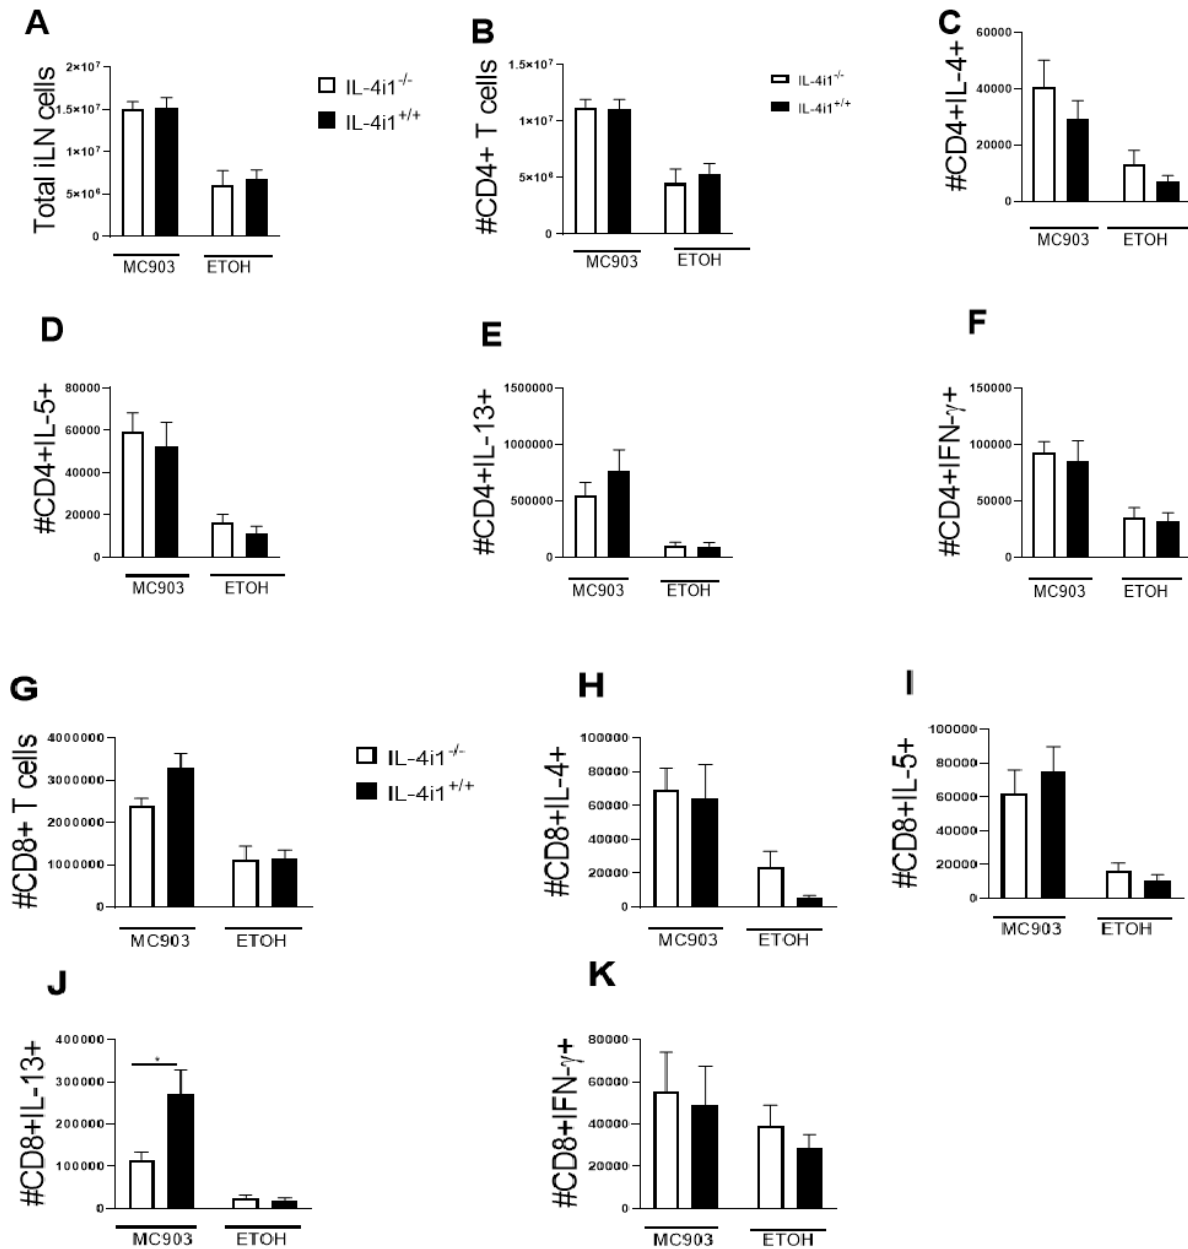 A
Total iLN cells
2×10⁷
1.5×10⁷
1×10⁷
5×10⁶
0
MC903
ETOH
IL-4i1⁻/⁻
IL-4i1⁺/⁺
B
#CD4+ T cells
1.5×10⁷
1×10⁷
5×10⁶
0
MC903
ETOH
IL-4i1⁻/⁻
IL-4i1⁺/⁺
C
#CD4+IL-4+
60000
40000
20000
0
MC903
ETOH
D
#CD4+IL-5+
80000
60000
40000
20000
0
MC903
ETOH
E
#CD4+IL-13+
1500000
1000000
500000
0
MC903
ETOH
F
#CD4+IFN-γ+
150000
100000
50000
0
MC903
ETOH
G
#CD8+ T cells
4000000
3000000
2000000
1000000
0
MC903
ETOH
IL-4i1⁻/⁻
IL-4i1⁺/⁺
H
#CD8+IL-4+
100000
80000
60000
40000
20000
0
MC903
ETOH
I
#CD8+IL-5+
100000
80000
60000
40000
20000
0
MC903
ETOH
J
#CD8+IL-13+
400000
300000
200000
100000
0
*
MC903
ETOH
K
#CD8+IFN-γ+
80000
60000
40000
20000
0
MC903
ETOH